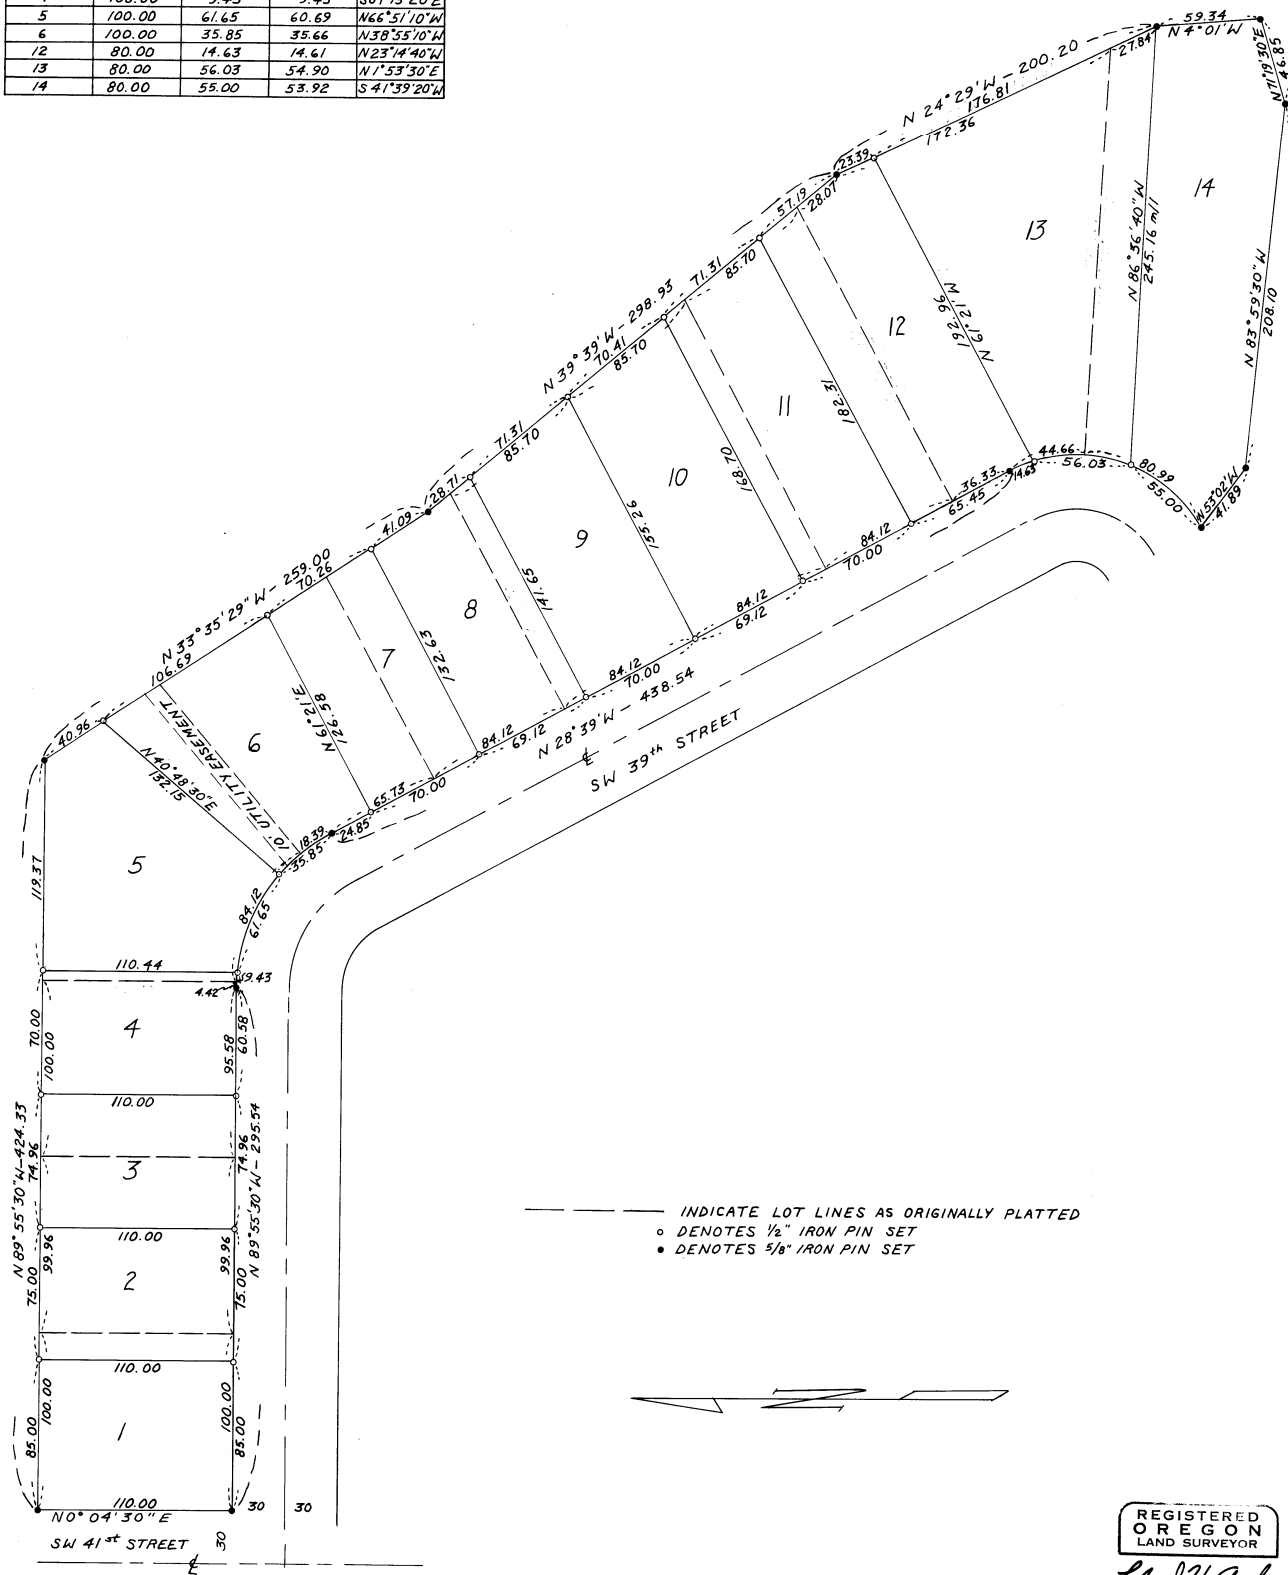 5 100.00 61.65 60.69 N66°51'10"W
6 100.00 35.85 35.66 N38°55'10"W
12 80.00 14.63 14.61 N23°14'40"W
13 80.00 56.03 54.90 N1°53'30"E
14 80.00 55.00 53.92 S41°39'20"W
59.34
N4°01'W
N71°19'30"E
46.85
27.84
N 24°29'W - 200.20
176.81
172.36
23.39
14
N 86°36'40"W
245.16 m/l
13
N 83°59'30"W
208.10
57.19
28.07
71.31
85.70
N 39°39'W - 298.93
70.41
85.70
12
192.96
N 61°21'W
11
182.31
71.31
85.70
10
168.70
44.66
56.03
80.99
55.00
N53°02'W
41.89
36.33
14.63
65.45
28.71
41.09
9
155.26
84.12
70.00
N 33°35'29"W - 259.00
70.26
8
141.65
84.12
69.12
7
132.63
84.12
70.00
106.69
N 28°39'W - 438.54
84.12
69.12
SW 39th STREET
40.96
10' UTILITY EASEMENT
6
N 61°21'E
126.58
N 40°48'30"E
132.15
65.73
70.00
18.39
24.85
35.85
5
119.37
84.12
61.65
110.44
9.43
4.42
4
70.00
100.00
95.58
60.58
110.00
N 89°55'30"W - 424.33
74.96
3
74.96
N 89°55'30"W - 295.54
110.00
99.96
75.00
2
99.96
75.00
110.00
INDICATE LOT LINES AS ORIGINALLY PLATTED
DENOTES 1/2" IRON PIN SET
DENOTES 5/8" IRON PIN SET
N
100.00
85.00
1
100.00
85.00
110.00
N0°04'30"E
30 30
SW 41st STREET
30
REGISTERED
OREGON
LAND SURVEYOR